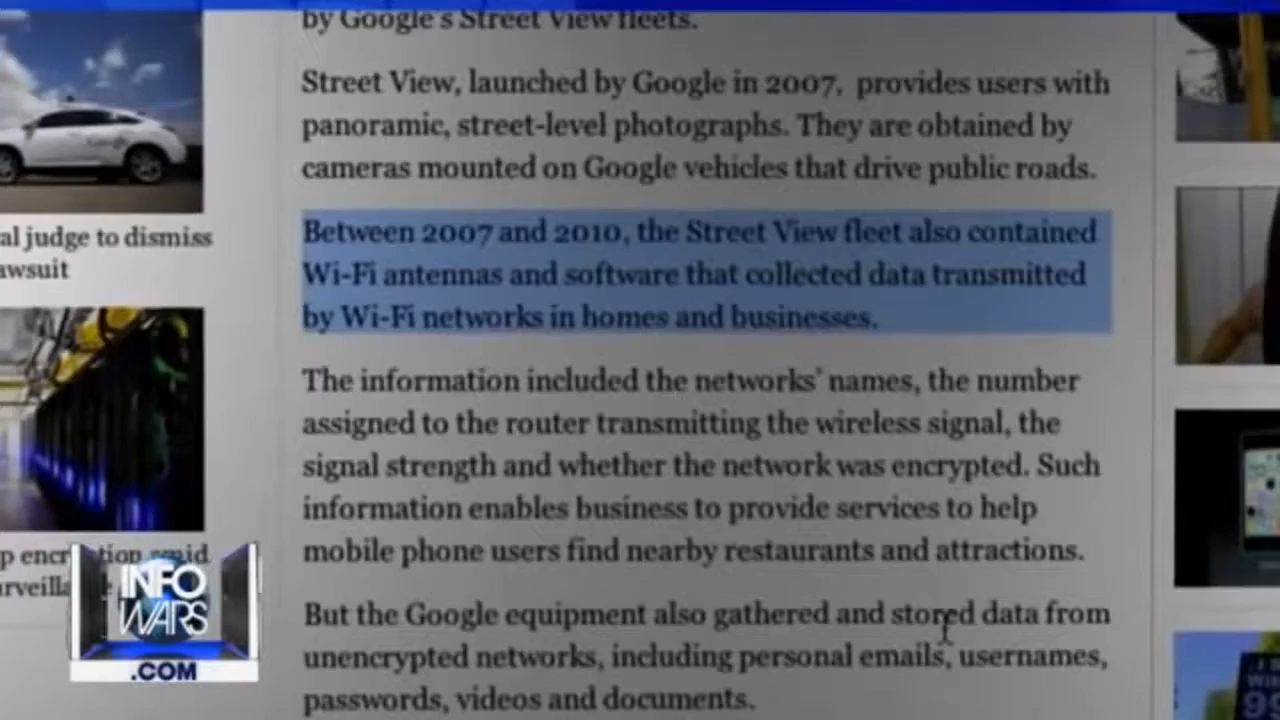 by Google's Street View fleets.
Street View, launched by Google in 2007, provides users with
panoramic, street-level photographs. They are obtained by
cameras mounted on Google vehicles that drive public roads.
Between 2007 and 2010, the Street View fleet also contained
Wi-Fi antennas and software that collected data transmitted
by Wi-Fi networks in homes and businesses.
The information included the networks' names, the number
assigned to the router transmitting the wireless signal, the
signal strength and whether the network was encrypted. Such
information enables business to provide services to help
mobile phone users find nearby restaurants and attractions.
But the Google equipment also gathered and stored data from
unencrypted networks, including personal emails, usernames,
passwords, videos and documents.
al judge to dismiss
awsuit
p encryption amid
urveilla
INFO
WARS
.COM
WIN
99